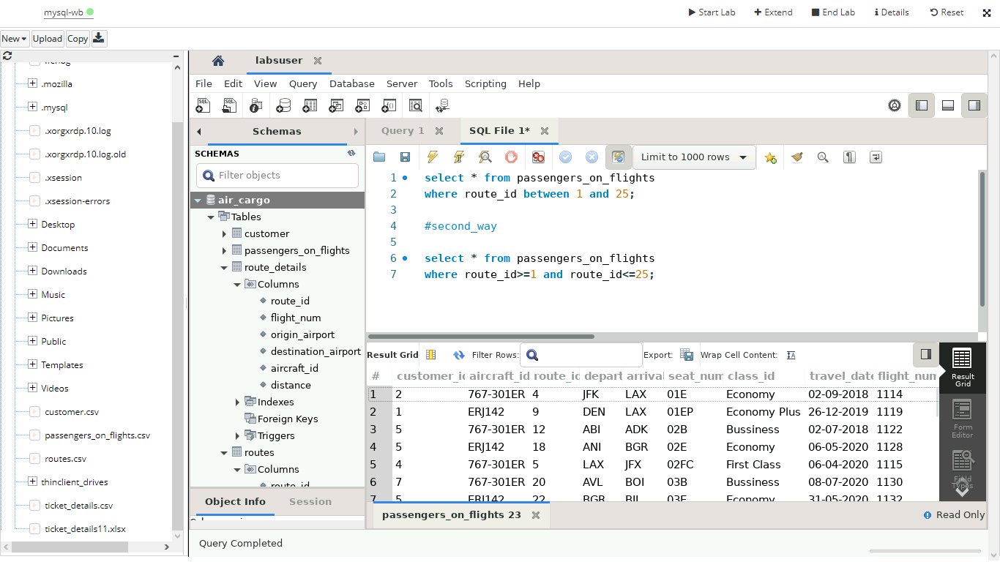 mysql-wb
Start Lab Extend End Lab Details Reset
New Upload Copy
.mozilla
.mysql
.xorgxrdp.10.log
.xorgxrdp.10.log.old
.xsession
.xsession-errors
Desktop
Documents
Downloads
Music
Pictures
Public
Templates
Videos
customer.csv
passengers_on_flights.csv
routes.csv
thinclient_drives
ticket_details.csv
ticket_details11.xlsx
labsuser
File Edit View Query Database Server Tools Scripting Help
Schemas
SCHEMAS
Filter objects
air_cargo
Tables
customer
passengers_on_flights
route_details
Columns
route_id
flight_num
origin_airport
destination_airport
aircraft_id
distance
Indexes
Foreign Keys
Triggers
routes
Columns
route_id
Object Info Session
Query 1 SQL File 1*
Limit to 1000 rows
1 select * from passengers_on_flights
2 where route_id between 1 and 25;
3
4 #second_way
5
6 select * from passengers_on_flights
7 where route_id>=1 and route_id<=25;
Result Grid Filter Rows: Export: Wrap Cell Content:
# customer_id aircraft_id route_id depart arrival seat_num class_id travel_date flight_num
1 2 767-301ER 4 JFK LAX 01E Economy 02-09-2018 1114
2 1 ERJ142 9 DEN LAX 01EP Economy Plus 26-12-2019 1119
3 5 767-301ER 12 ABI ADK 02B Bussiness 02-07-2018 1122
4 5 ERJ142 18 ANI BGR 02E Economy 06-05-2020 1128
5 4 767-301ER 5 LAX JFX 02FC First Class 06-04-2020 1115
6 7 767-301ER 20 AVL BOI 03B Bussiness 08-07-2020 1130
7 5 ERJ142 22 BGR BJI 03E Economy 31-05-2020 1132
Result
Grid
Form
Editor
Field
Types
passengers_on_flights 23
Read Only
Query Completed